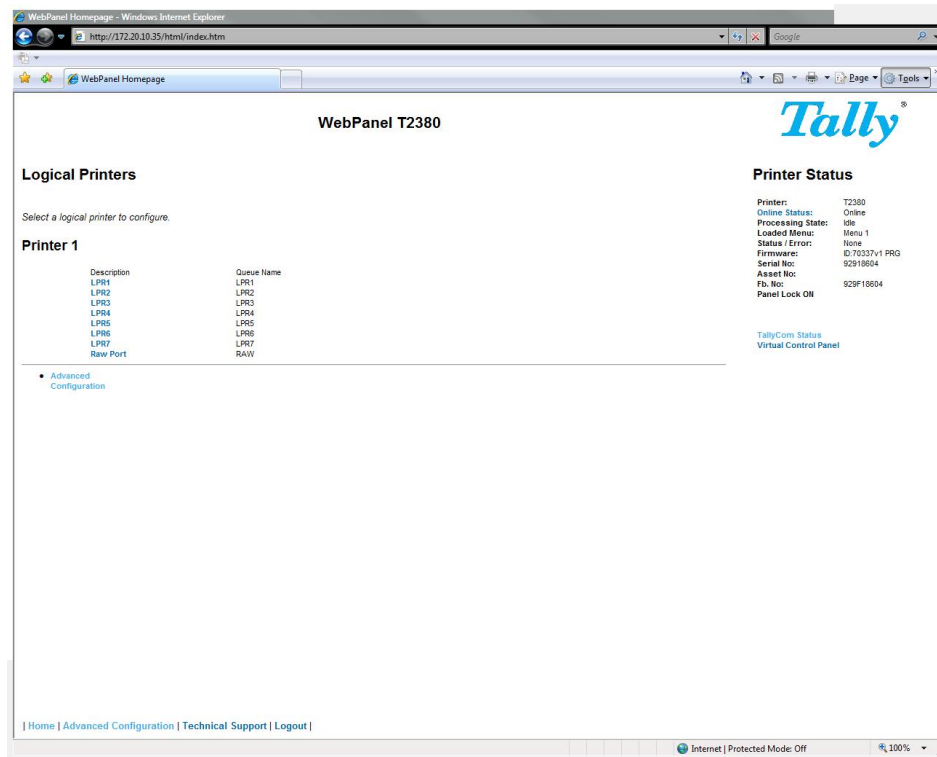 WebPanel Homepage - Windows Internet Explorer
http://172.20.10.35/html/index.htm
Google
WebPanel Homepage
Page
Tools
WebPanel T2380
Tally®
Logical Printers
Select a logical printer to configure.
Printer 1
Description Queue Name
LPR1 LPR1
LPR2 LPR2
LPR3 LPR3
LPR4 LPR4
LPR5 LPR5
LPR6 LPR6
LPR7 LPR7
Raw Port RAW
Advanced
Configuration
Printer Status
Printer: T2380
Online Status: Online
Processing State: Idle
Loaded Menu: Menu 1
Status / Error: None
Firmware: ID:70337v1 PRG
Serial No: 92918604
Asset No:
Fb. No: 929F18604
Panel Lock ON
TallyCom Status
Virtual Control Panel
| Home | Advanced Configuration | Technical Support | Logout |
Internet | Protected Mode: Off
100%